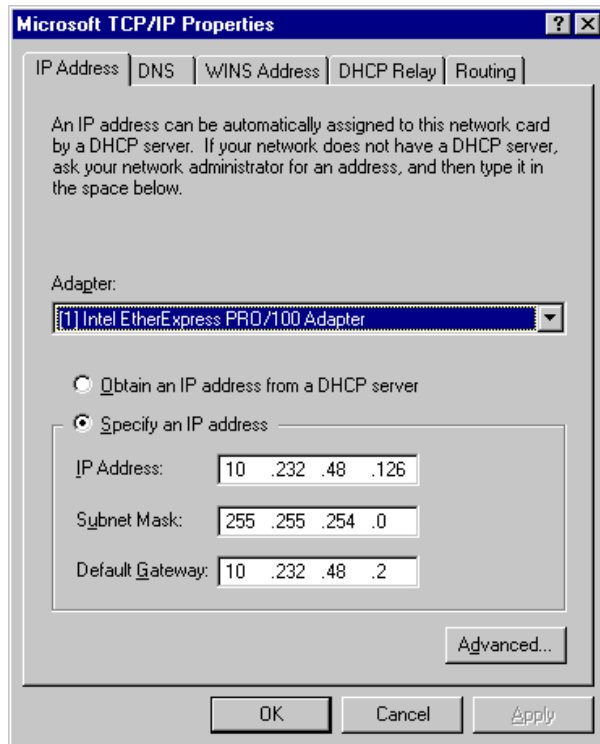 Microsoft TCP/IP Properties
IP Address DNS WINS Address DHCP Relay Routing
An IP address can be automatically assigned to this network card
by a DHCP server. If your network does not have a DHCP server,
ask your network administrator for an address, and then type it in
the space below.
Adapter:
[1] Intel EtherExpress PRO/100 Adapter
Obtain an IP address from a DHCP server
Specify an IP address
IP Address: 10 .232 .48 .126
Subnet Mask: 255 .255 .254 .0
Default Gateway: 10 .232 .48 .2
Advanced...
OK Cancel Apply